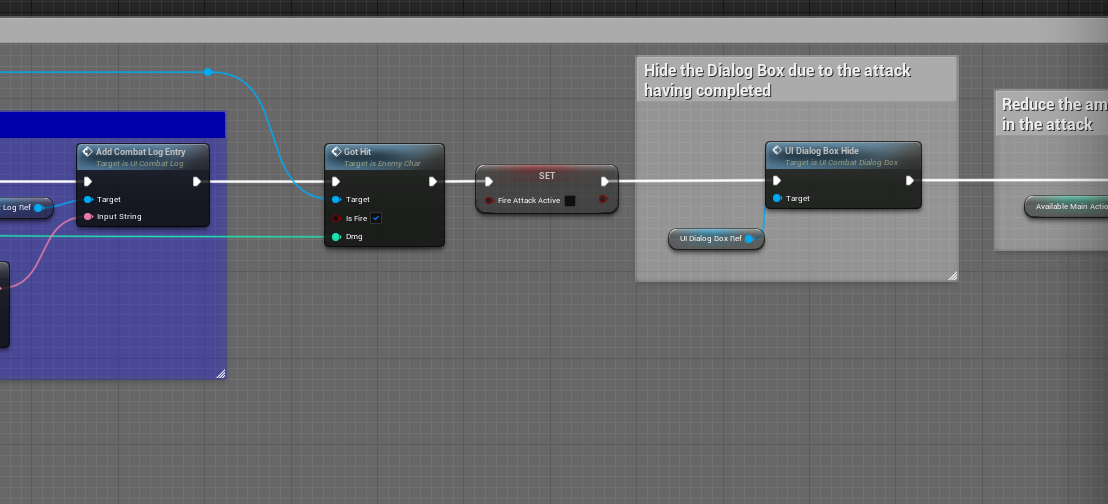 Hide the Dialog Box due to the attack
having completed
Reduce the am
in the attack
Add Combat Log Entry
Target is UI Combat Log
Target
Input String
Log Ref
Got Hit
Target is Enemy Char
Target
Is Fire
Dmg
SET
Fire Attack Active
UI Dialog Box Hide
Target is UI Combat Dialog Box
Target
UI Dialog Box Ref
Available Main Actio